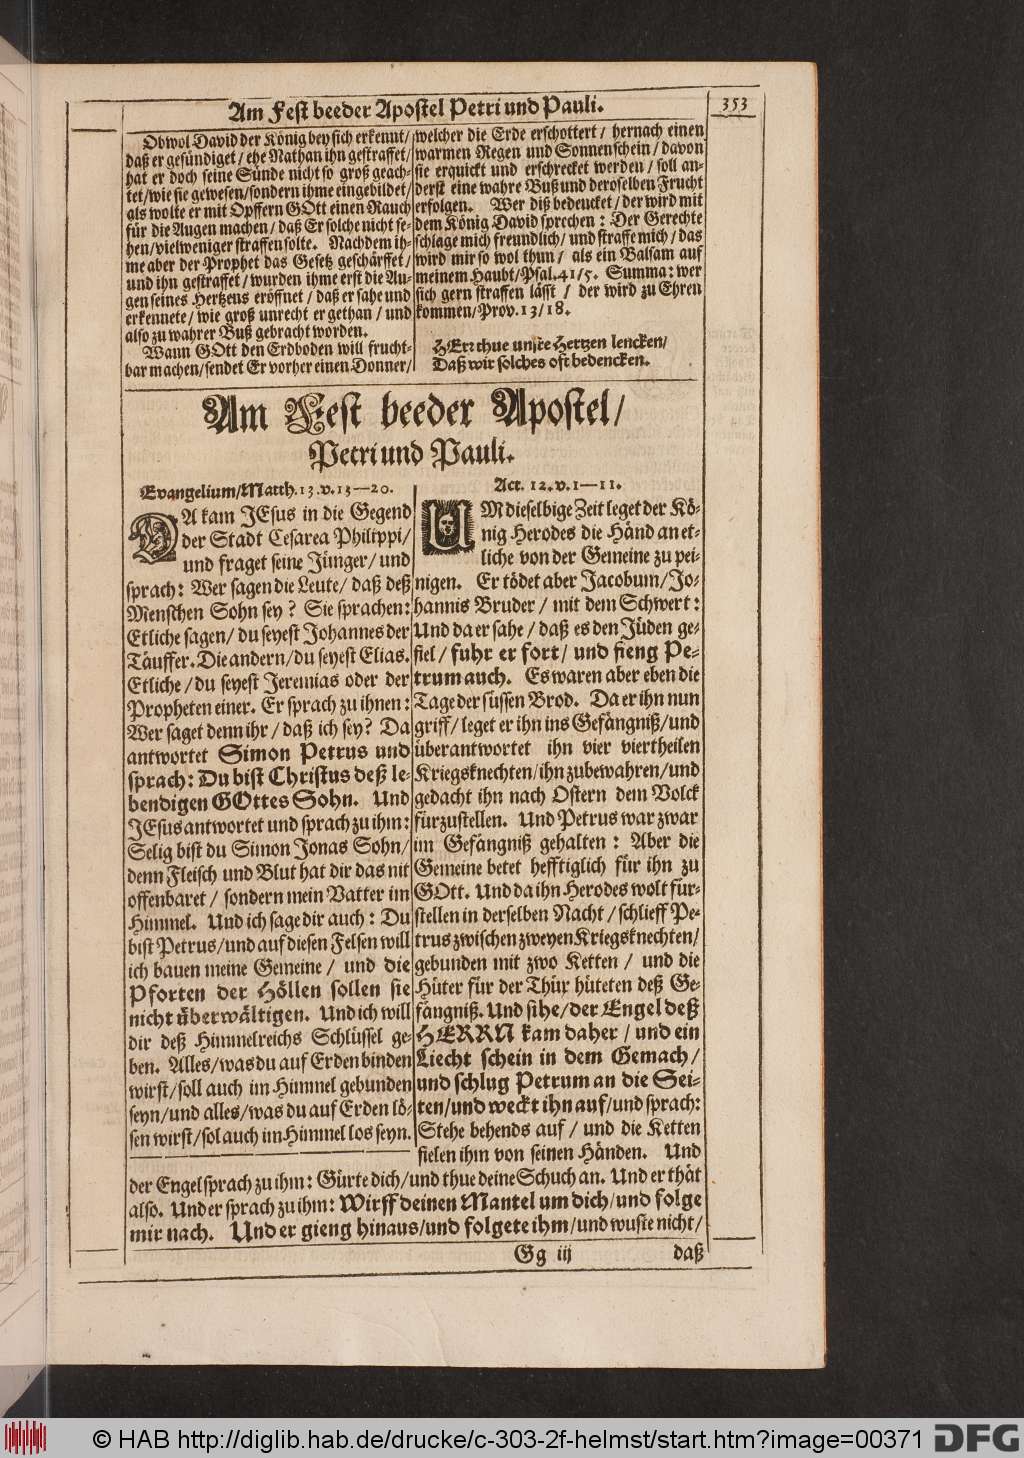 Am Fest beeder Apostel Petri und Pauli.
353
Obwol David der König bey sich erkennt/
daß er gesündiget/ ehe Nathan ihn gestraffet/
hat er doch seine Sünde nicht so groß geach-
tet/ wie sie gewesen/ sondern ihme eingebildet/
als wolte er mit Opffern GOtt einen Rauch
für die Augen machen/ daß Er solche nicht se-
hen/ vielweniger straffen solte. Nachdem ih-
me aber der Prophet das Gesetz geschärffet/
und ihn gestraffet/ wurden ihme erst die Au-
gen seines Hertzens eröffnet/ daß er sahe und
erkennete/ wie groß unrecht er gethan/ und
also zu wahrer Buß gebracht worden.
Wann GOtt den Erdboden will frucht-
bar machen/ sendet Er vorher einen Donner/
welcher die Erde erschottert/ hernach einen
warmen Regen und Sonnenschein/ davon
sie erquickt und erschrecket werden/ soll an-
derst eine wahre Buß und deroselben Frucht
erfolgen. Wer diß bedencket/ der wird mit
dem König David sprechen: Der Gerechte
schlage mich freundlich/ und straffe mich/ das
wird mir so wol thun/ als ein Balsam auf
meinem Haubt/ Psal. 41/5. Summa: wer
sich gern straffen lässt/ der wird zu Ehren
kommen/ Prov. 13/18.
HErr thue unsre Hertzen lencken/
Daß wir solches oft bedencken.
Am Fest beeder Apostel/
Petri und Pauli.
Evangelium/ Matth. 13. v. 13—20.
DA kam JEsus in die Gegend
der Stadt Cesarea Philippi/
und fraget seine Jünger/ und
sprach: Wer sagen die Leute/ daß deß
Menschen Sohn sey? Sie sprachen:
Etliche sagen/ du seyest Johannes der
Täuffer. Die andern/ du seyest Elias.
Etliche/ du seyest Jeremias oder der
Propheten einer. Er sprach zu ihnen:
Wer saget denn ihr/ daß ich sey? Da
antwortet Simon Petrus und
sprach: Du bist Christus deß le-
bendigen GOttes Sohn. Und
JEsus antwortet und sprach zu ihm:
Selig bist du Simon Jonas Sohn/
denn Fleisch und Blut hat dir das nit
offenbaret/ sondern mein Vatter im
Himmel. Und ich sage dir auch: Du
bist Petrus/ und auf diesen Felsen will
ich bauen meine Gemeine/ und die
Pforten der Höllen sollen sie
nicht überwältigen. Und ich will
dir deß Himmelreichs Schlüssel ge-
ben. Alles/ was du auf Erden binden
wirst/ soll auch im Himmel gebunden
seyn/ und alles/ was du auf Erden lö-
sen wirst/ sol auch im Himmel los seyn.
Act. 12. v. 1—11.
UM dieselbige Zeit leget der Kö-
nig Herodes die Händ an et-
liche von der Gemeine zu pei-
nigen. Er tödet aber Jacobum/ Jo-
hannis Bruder/ mit dem Schwert:
Und da er sahe/ daß es den Jüden ge-
fiel/ fuhr er fort/ und fieng Pe-
trum auch. Es waren aber eben die
Tage der süssen Brod. Da er ihn nun
griff/ leget er ihn ins Gefängniß/ und
überantwortet ihn vier viertheilen
Kriegsknechten/ ihn zubewahren/ und
gedacht ihn nach Ostern dem Volck
fürzustellen. Und Petrus war zwar
im Gefängniß gehalten: Aber die
Gemeine betet hefftiglich für ihn zu
GOtt. Und da ihn Herodes wolt für-
stellen in derselben Nacht/ schlieff Pe-
trus zwischen zweyen Kriegsknechten/
gebunden mit zwo Ketten/ und die
Hüter für der Thür hüteten deß Ge-
fängniß. Und sihe/ der Engel deß
HERRN kam daher/ und ein
Liecht schein in dem Gemach/
und schlug Petrum an die Sei-
ten/ und weckt ihn auf/ und sprach:
Stehe behends auf/ und die Ketten
fielen ihm von seinen Händen. Und
der Engel sprach zu ihm: Gürte dich/ und thue deine Schuch an. Und er thät
also. Und er sprach zu ihm: Wirff deinen Mantel um dich/ und folge
mir nach. Und er gieng hinaus/ und folgete ihm/ und wuste nicht/
Gg iij
daß
© HAB http://diglib.hab.de/drucke/c-303-2f-helmst/start.htm?image=00371
DFG